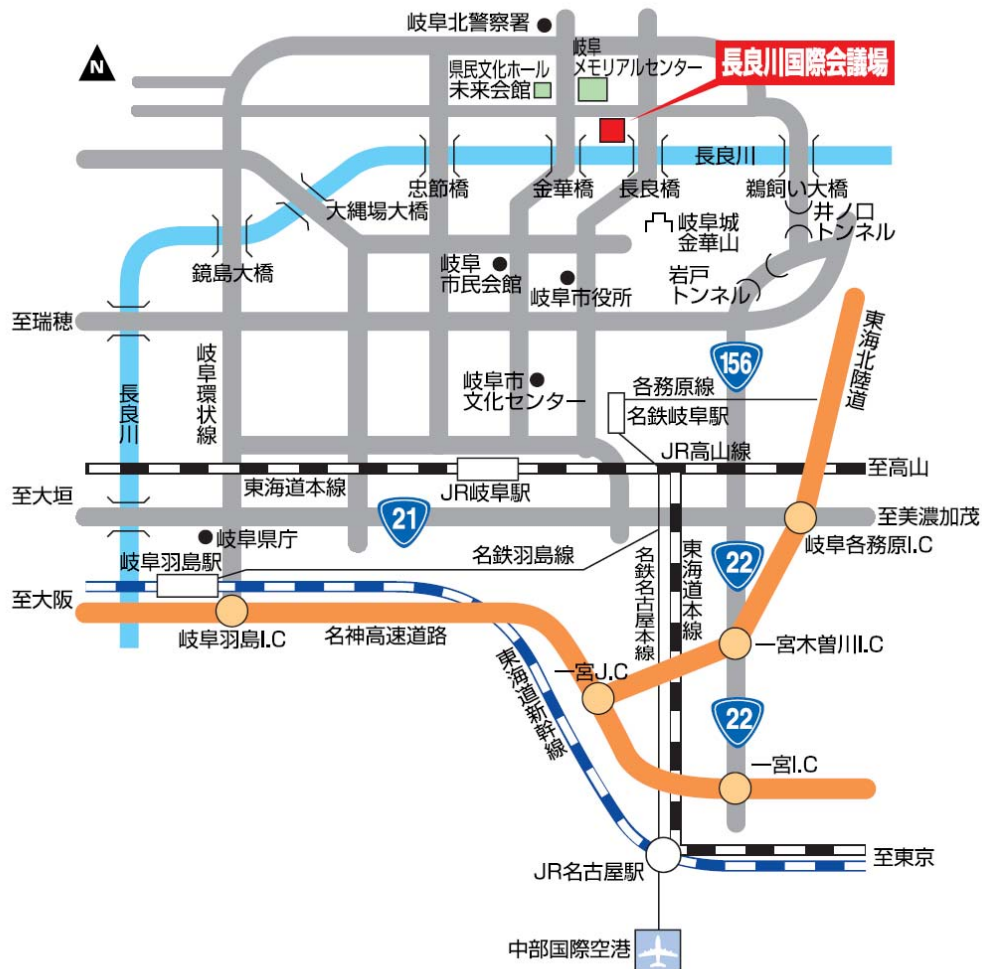 岐阜北警察署
N
岐阜
メモリアルセンター
県民文化ホール
未来会館
長良川国際会議場
長良川
忠節橋
金華橋
長良橋
鵜飼い大橋
大縄場大橋
井ノ口
トンネル
岐阜城
金華山
鏡島大橋
岐阜
市民会館
岐阜市役所
岩戸
トンネル
至瑞穂
東海北陸道
岐阜環状線
156
長良川
岐阜市
文化センター
各務原線
名鉄岐阜駅
JR高山線
至高山
東海道本線
JR岐阜駅
至大垣
21
至美濃加茂
岐阜県庁
岐阜各務原I.C
岐阜羽島駅
名鉄羽島線
名鉄名古屋本線
東海道本線
22
至大阪
岐阜羽島I.C
名神高速道路
一宮木曽川I.C
一宮J.C
東海道新幹線
22
一宮I.C
JR名古屋駅
至東京
中部国際空港